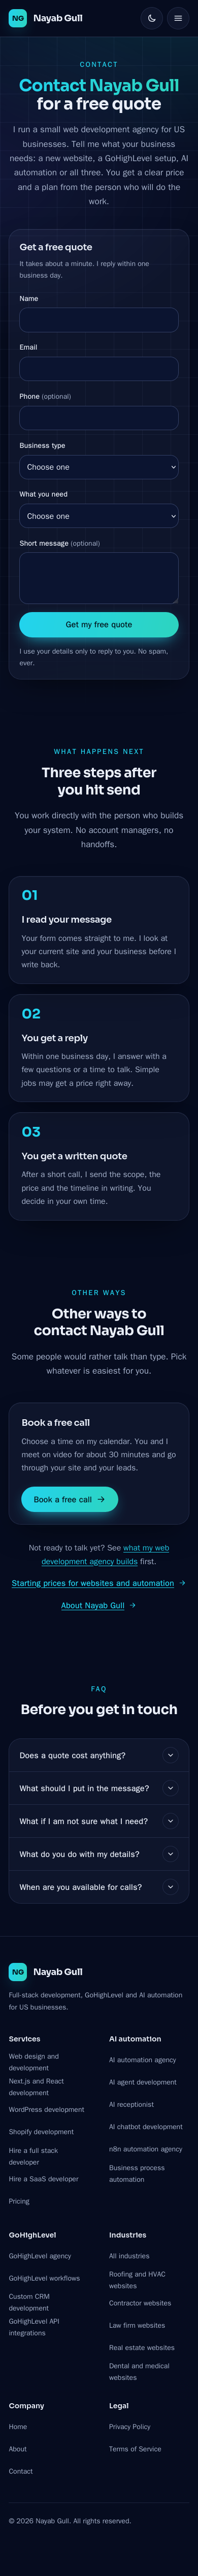 NG Nayab Gull
CONTACT
Contact Nayab Gull
for a free quote
I run a small web development agency for US
businesses. Tell me what your business
needs: a new website, a GoHighLevel setup, AI
automation or all three. You get a clear price
and a plan from the person who will do the
work.
Get a free quote
It takes about a minute. I reply within one
business day.
Name
Email
Phone (optional)
Business type
Choose one
What you need
Choose one
Short message (optional)
Get my free quote
I use your details only to reply to you. No spam,
ever.
WHAT HAPPENS NEXT
Three steps after
you hit send
You work directly with the person who builds
your system. No account managers, no
handoffs.
01
I read your message
Your form comes straight to me. I look at
your current site and your business before I
write back.
02
You get a reply
Within one business day, I answer with a
few questions or a time to talk. Simple
jobs may get a price right away.
03
You get a written quote
After a short call, I send the scope, the
price and the timeline in writing. You
decide in your own time.
OTHER WAYS
Other ways to
contact Nayab Gull
Some people would rather talk than type. Pick
whatever is easiest for you.
Book a free call
Choose a time on my calendar. You and I
meet on video for about 30 minutes and go
through your site and your leads.
Book a free call →
Not ready to talk yet? See what my web
development agency builds first.
Starting prices for websites and automation →
About Nayab Gull →
FAQ
Before you get in touch
Does a quote cost anything?
What should I put in the message?
What if I am not sure what I need?
What do you do with my details?
When are you available for calls?
NG Nayab Gull
Full-stack development, GoHighLevel and AI automation
for US businesses.
Services
Web design and
development
Next.js and React
development
WordPress development
Shopify development
Hire a full stack
developer
Hire a SaaS developer
Pricing
AI automation
AI automation agency
AI agent development
AI receptionist
AI chatbot development
n8n automation agency
Business process
automation
GoHighLevel
GoHighLevel agency
GoHighLevel workflows
Custom CRM
development
GoHighLevel API
integrations
Industries
All industries
Roofing and HVAC
websites
Contractor websites
Law firm websites
Real estate websites
Dental and medical
websites
Company
Home
About
Contact
Legal
Privacy Policy
Terms of Service
© 2026 Nayab Gull. All rights reserved.